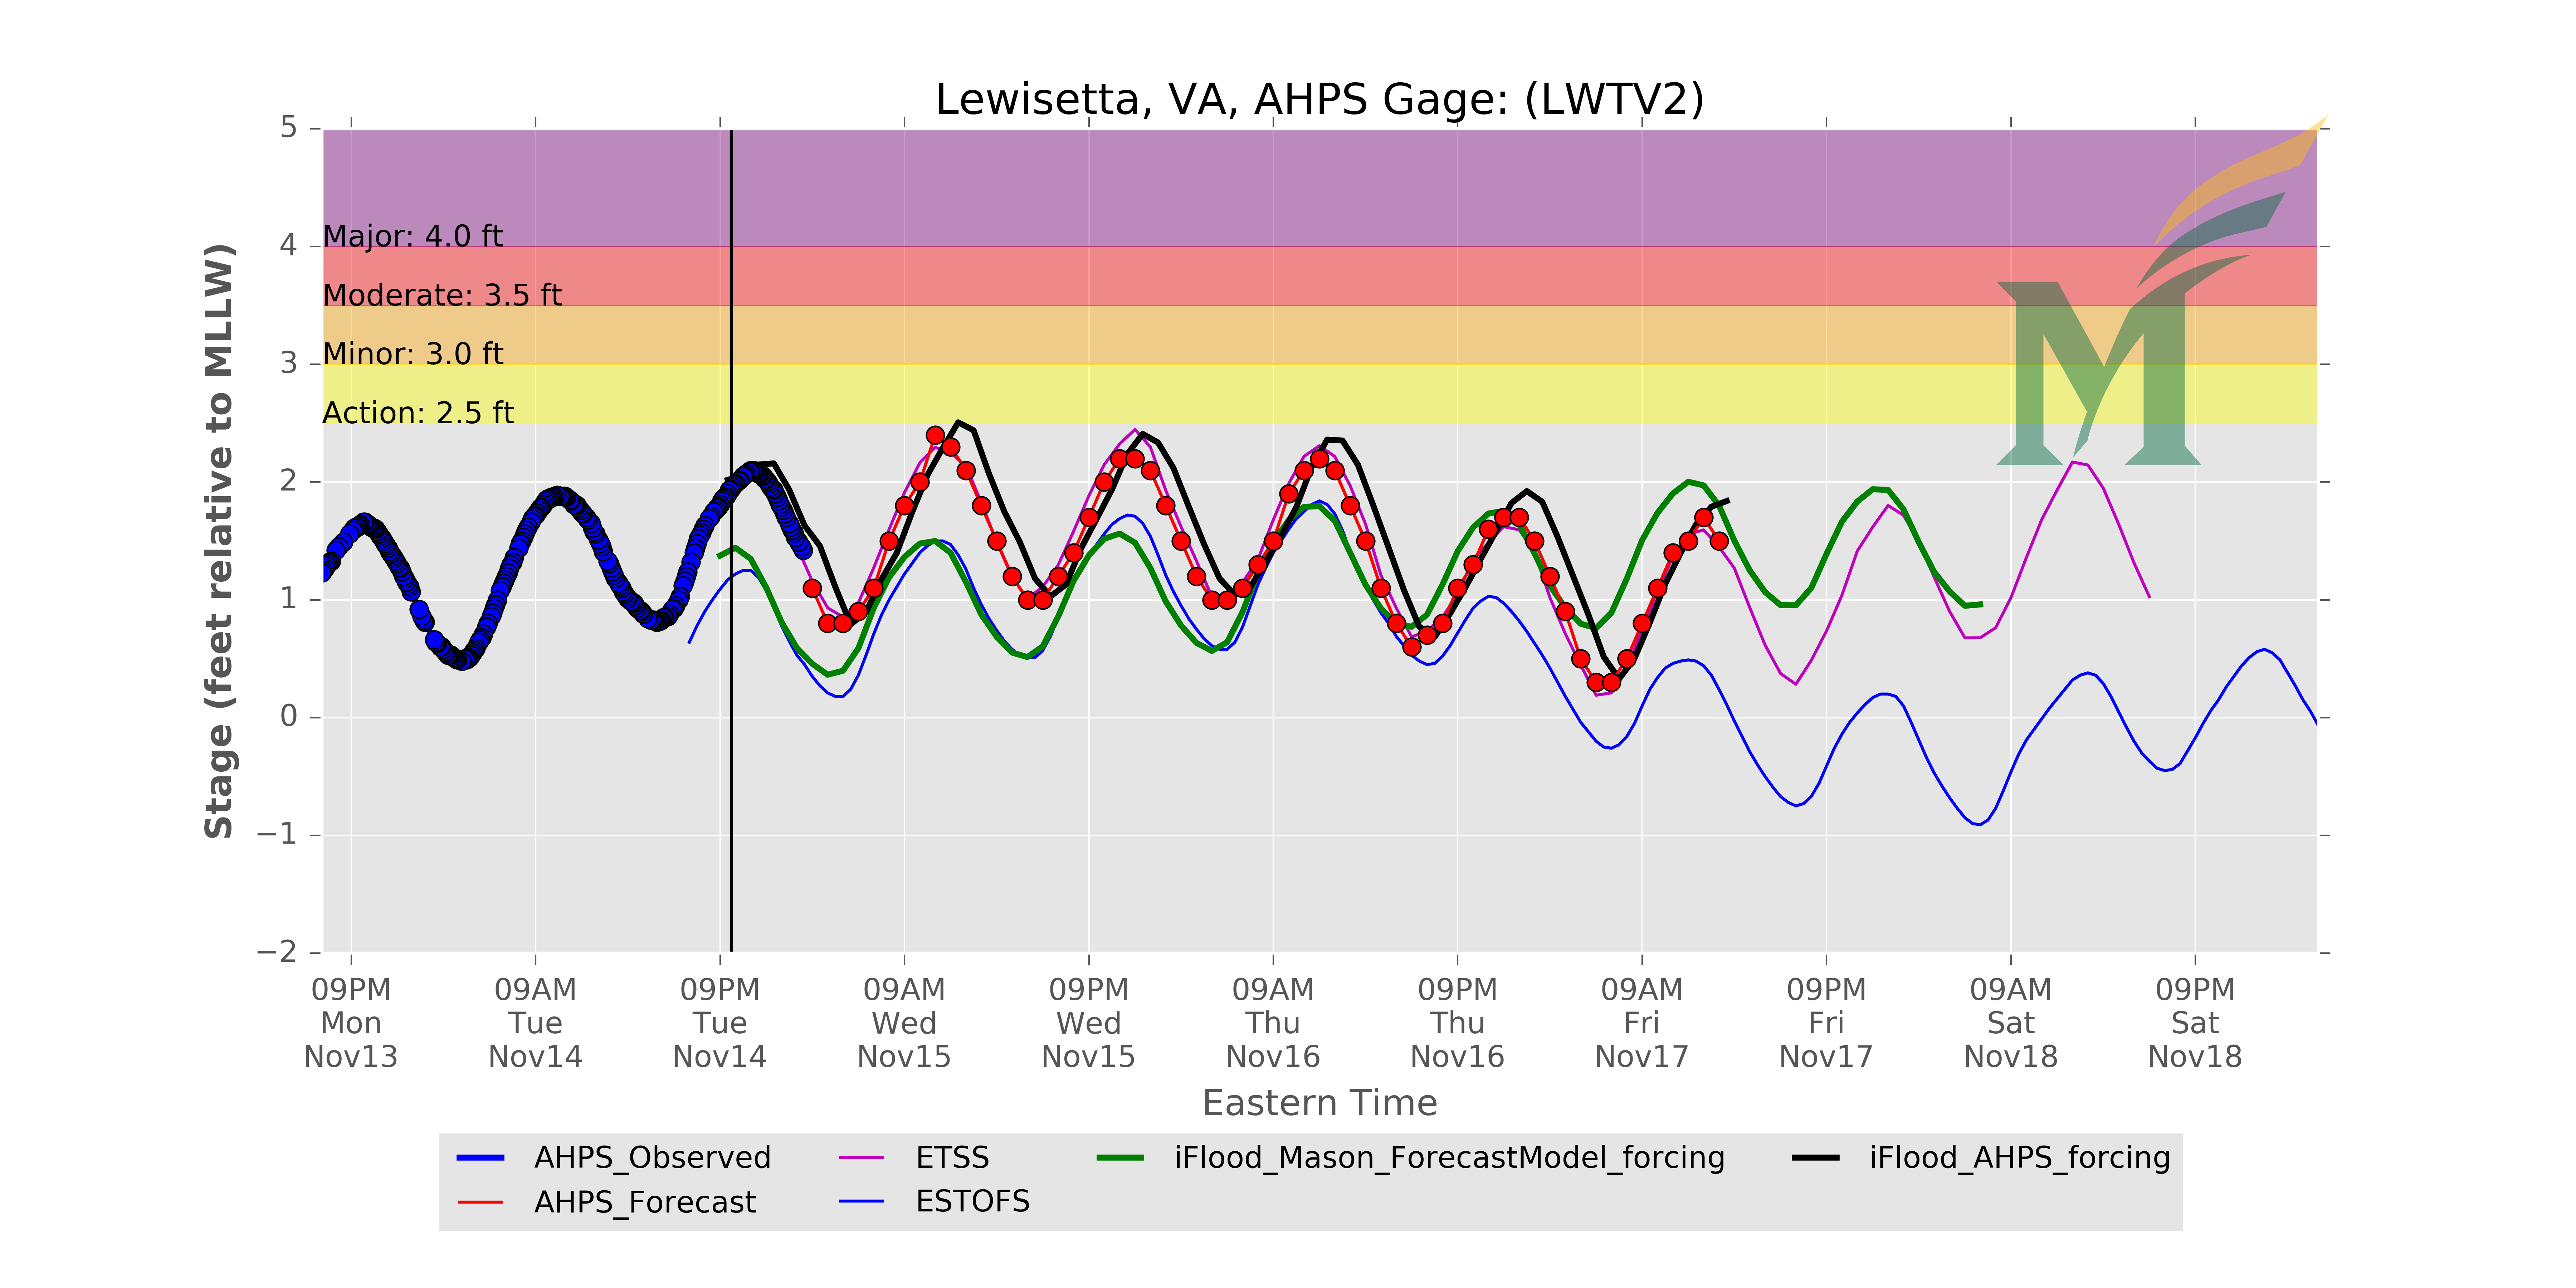 Lewisetta, VA, AHPS Gage: (LWTV2)
Stage (feet relative to MLLW)
5
4
3
2
1
0
−1
−2
Major: 4.0 ft
Moderate: 3.5 ft
Minor: 3.0 ft
Action: 2.5 ft
M
09PM Mon Nov13
09AM Tue Nov14
09PM Tue Nov14
09AM Wed Nov15
09PM Wed Nov15
09AM Thu Nov16
09PM Thu Nov16
09AM Fri Nov17
09PM Fri Nov17
09AM Sat Nov18
09PM Sat Nov18
Eastern Time
AHPS_Observed
AHPS_Forecast
ETSS
ESTOFS
iFlood_Mason_ForecastModel_forcing
iFlood_AHPS_forcing